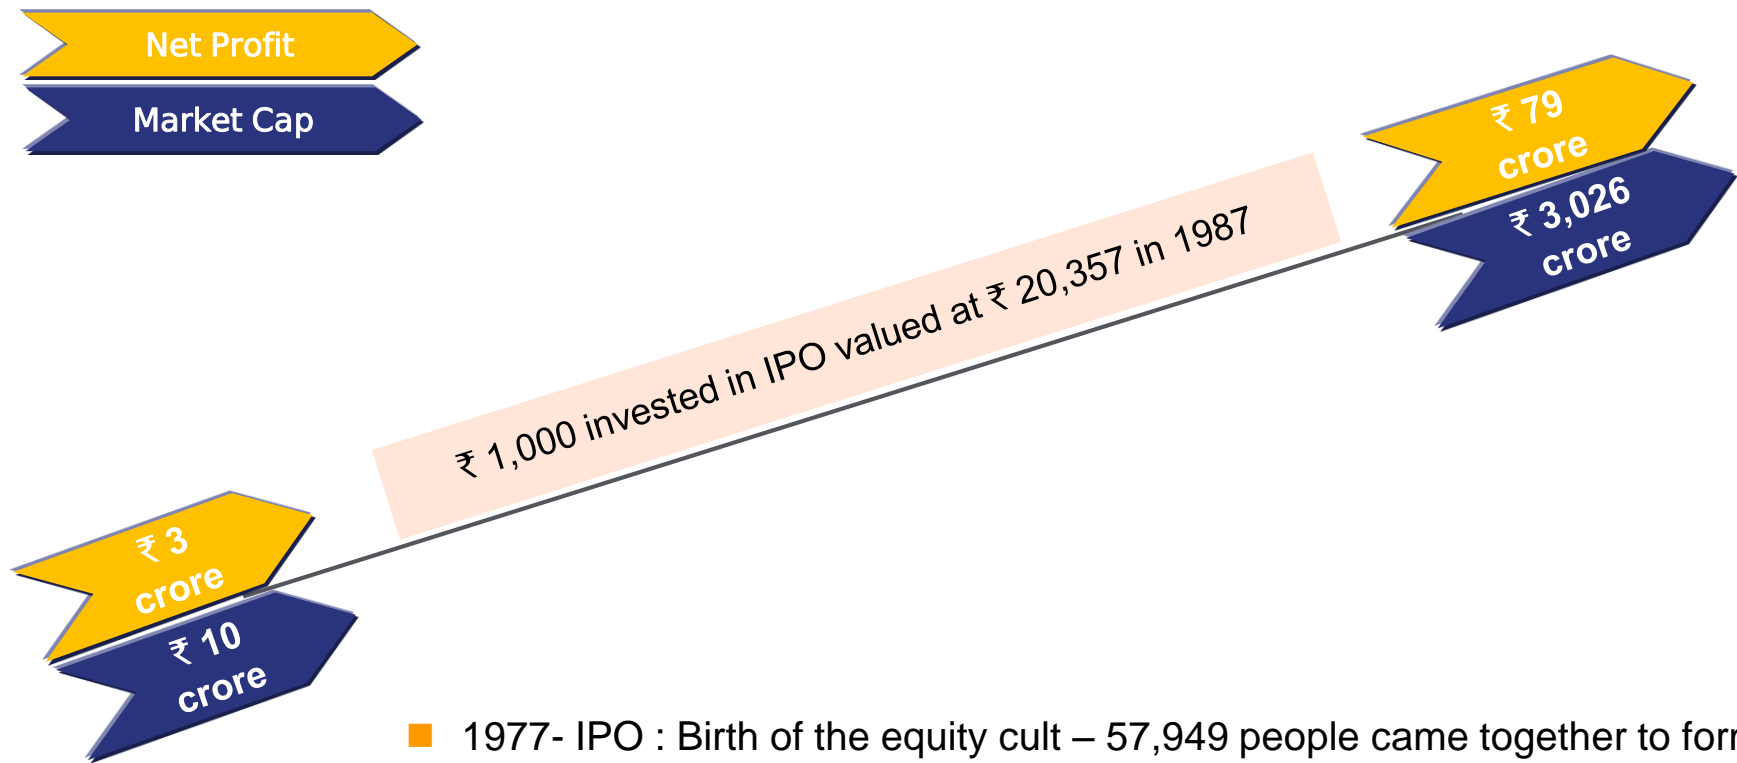 Net Profit
Market Cap
₹ 79
crore
₹ 3,026
crore
₹ 1,000 invested in IPO valued at ₹ 20,357 in 1987
₹ 3
crore
₹ 10
crore
1977- IPO : Birth of the equity cult – 57,949 people came together to